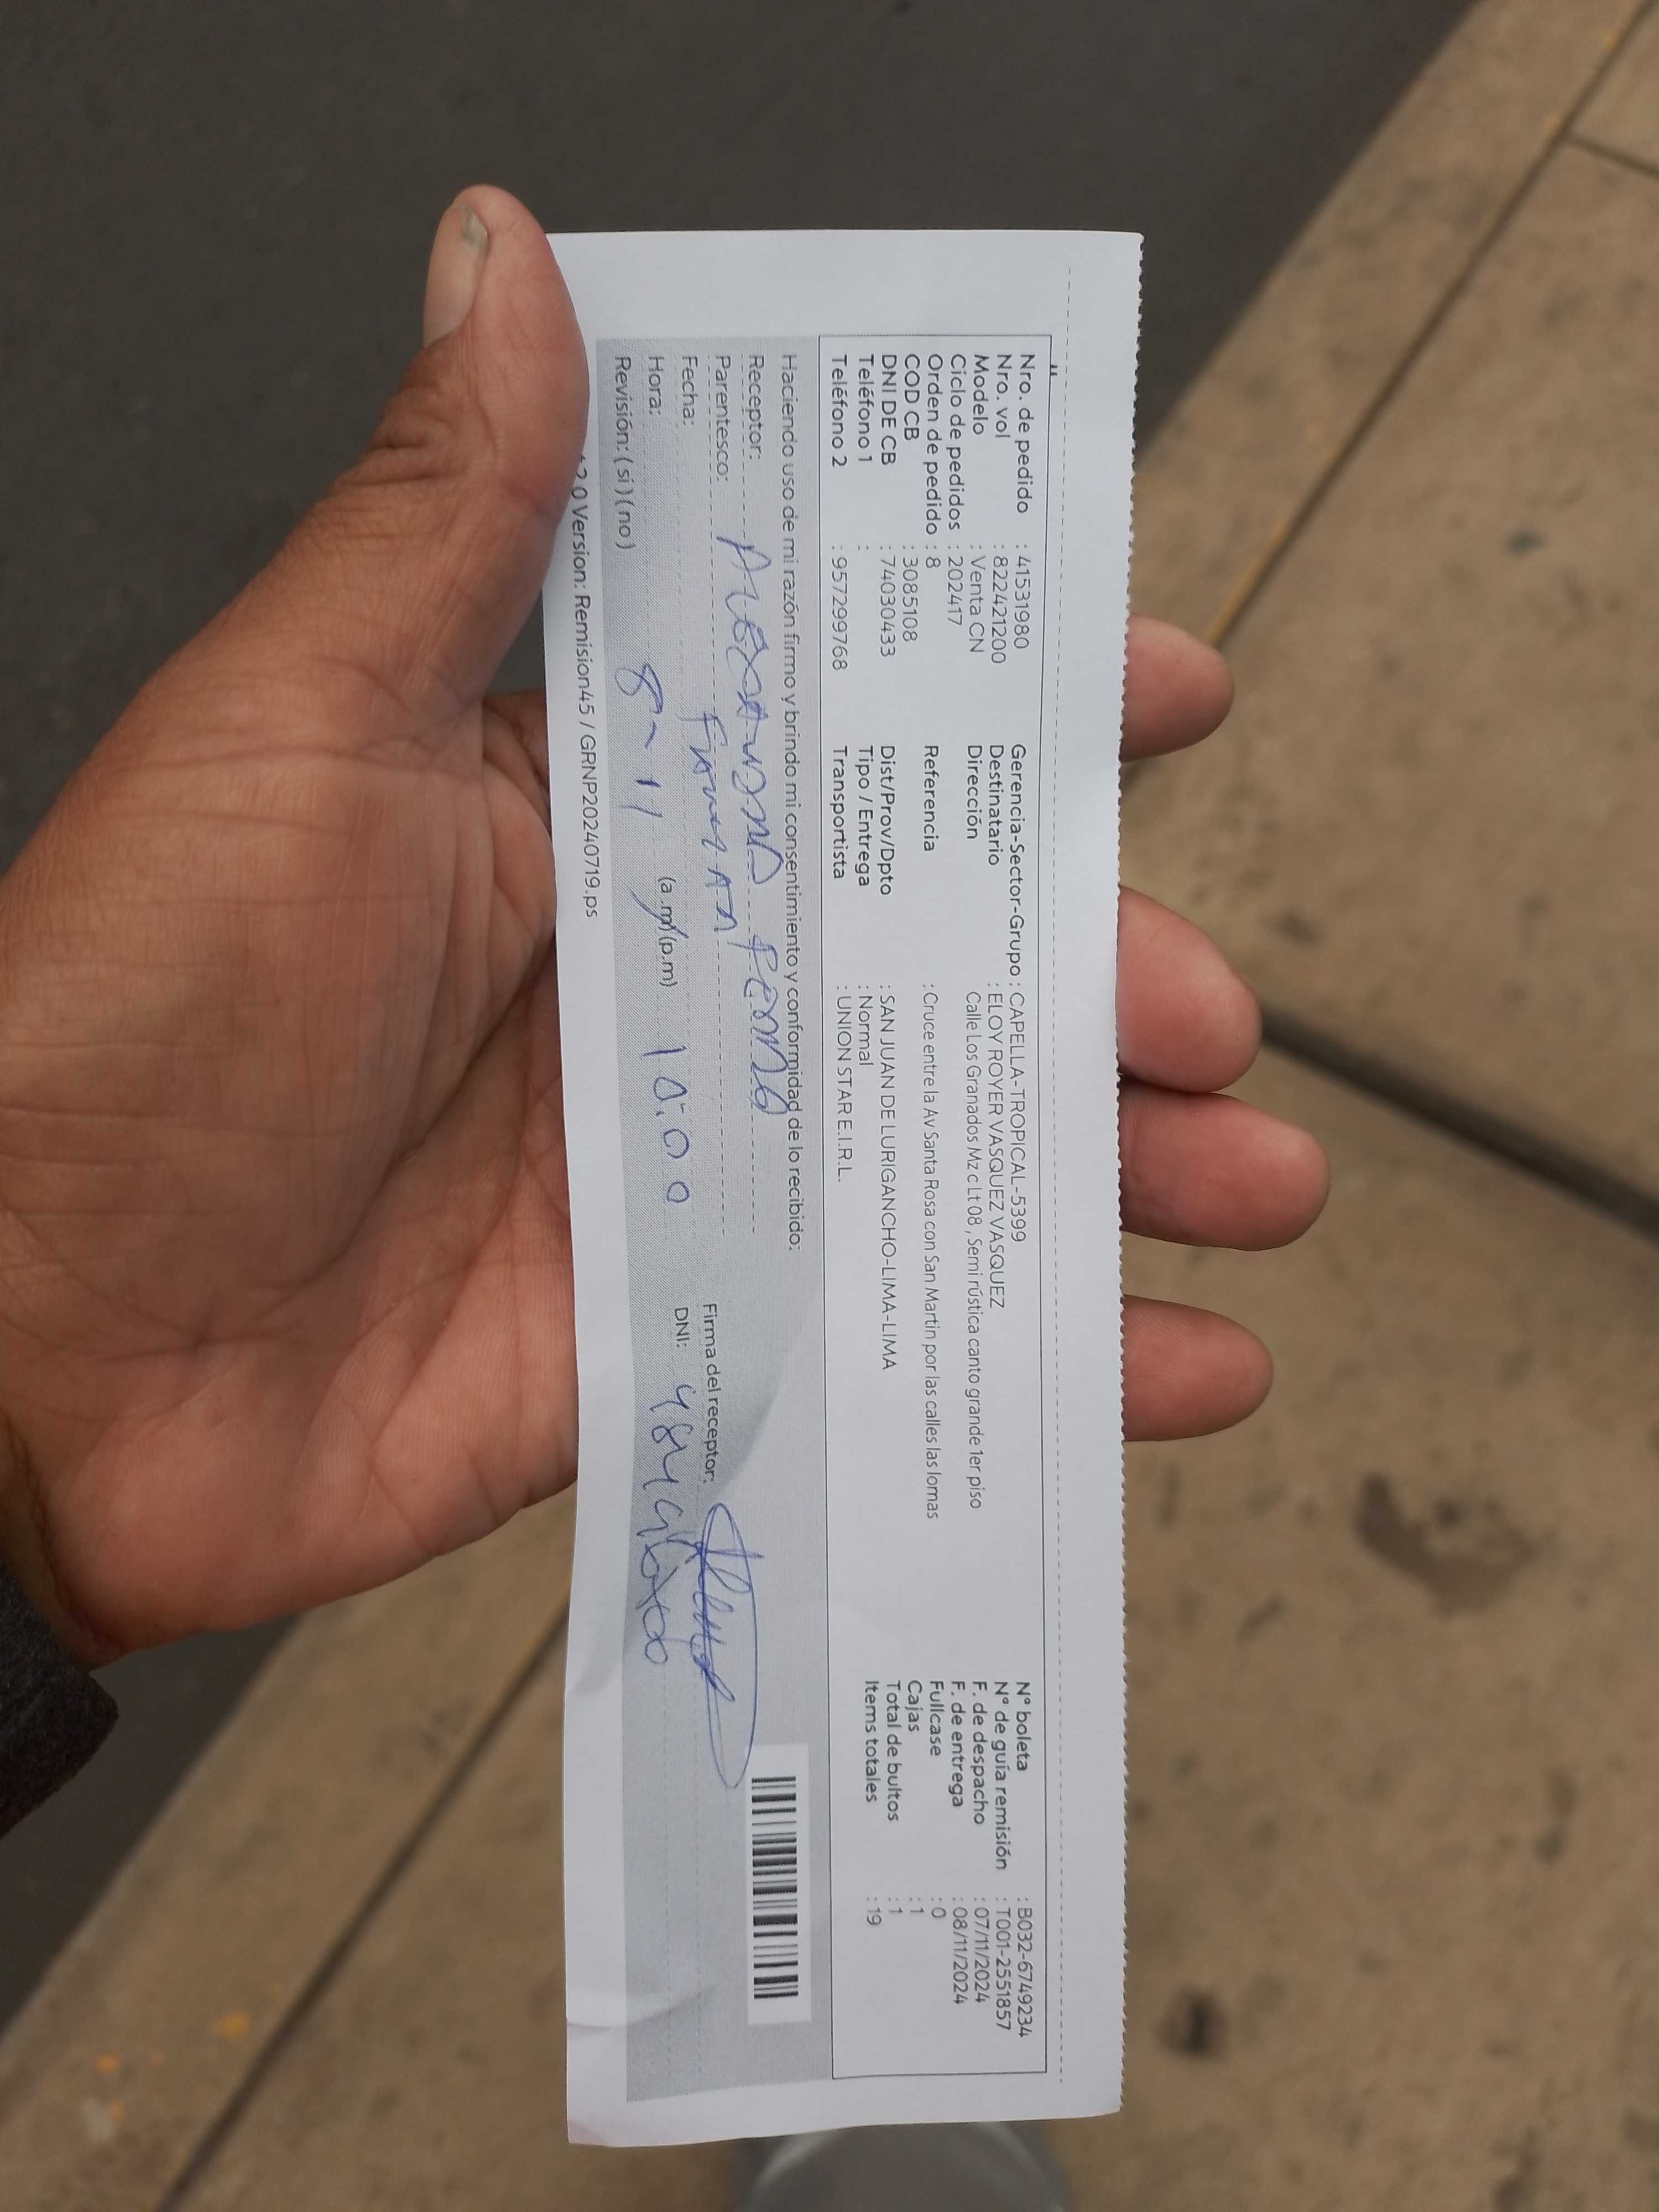 Nro. de pedido : 41531980
Nro. vol : 822421200
Modelo : Venta CN
Ciclo de pedidos : 202417
Orden de pedido : 8
COD CB : 3085108
DNI DE CB : 74030433
Teléfono 1 :
Teléfono 2 : 957299768
Gerencia-Sector-Grupo : CAPELLA-TROPICAL-5399
Destinatario : ELOY ROYER VASQUEZ VASQUEZ
Dirección Calle Los Granados Mz c Lt 08 , Semi rústica canto grande 1er piso
Referencia : Cruce entre la Av Santa Rosa con San Martin por las calles las lomas
Dist/Prov/Dpto : SAN JUAN DE LURIGANCHO-LIMA-LIMA
Tipo / Entrega : Normal
Transportista : UNION STAR E.I.R.L.
N° boleta : B032-6749234
N° de guía remisión : T001-2551857
F. de despacho : 07/11/2024
F. de entrega : 08/11/2024
Fullcase : 0
Cajas : 1
Total de bultos : 1
Items totales : 19
Haciendo uso de mi razón firmo y brindo mi consentimiento y conformidad de lo recibido:
Receptor:
Parentesco:
Fecha:
Hora: 8-11 (a.m) (p.m) 10:00
Revisión: ( si ) ( no )
Firma del receptor:
DNI:
2.0 Version: Remision45 / GRNP20240719.ps